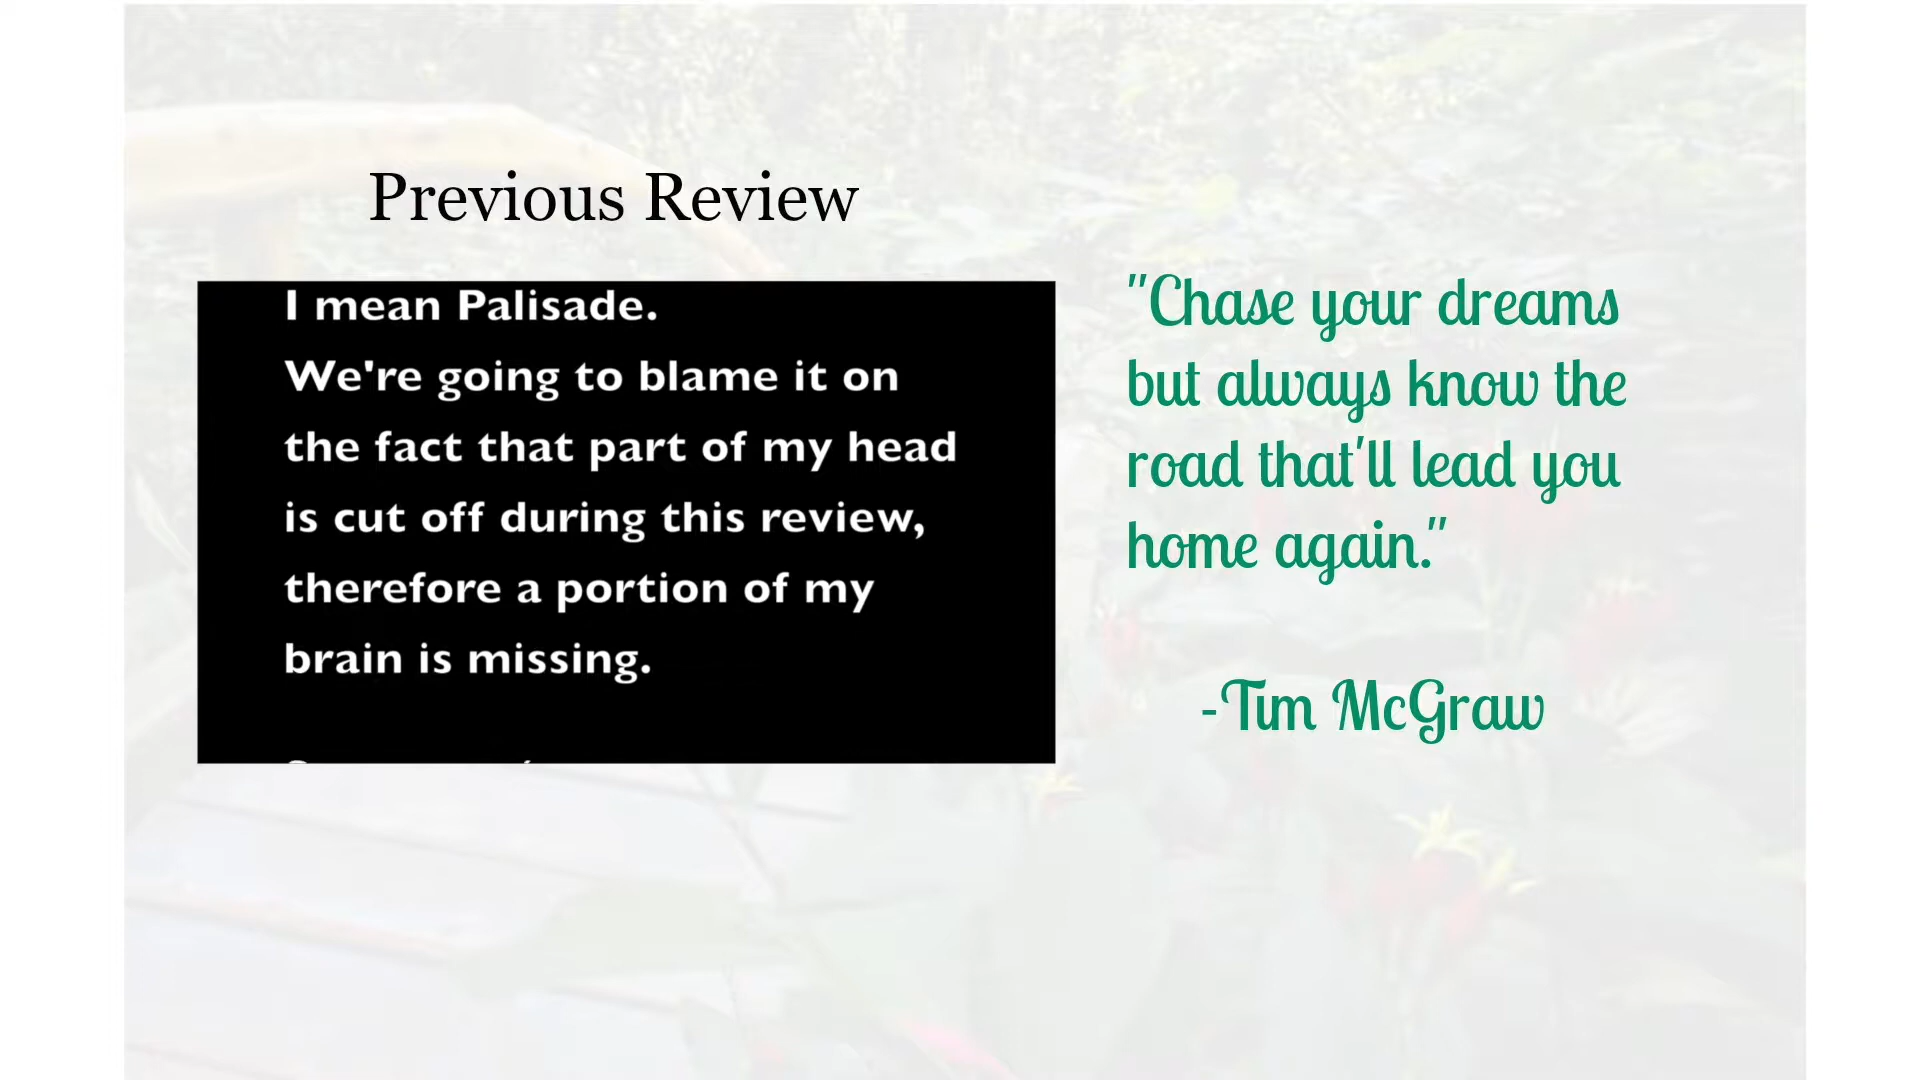 Previous Review
I mean Palisade.
We're going to blame it on
the fact that part of my head
is cut off during this review,
therefore a portion of my
brain is missing.
"Chase your dreams
but always know the
road that'll lead you
home again."
-Tim McGraw